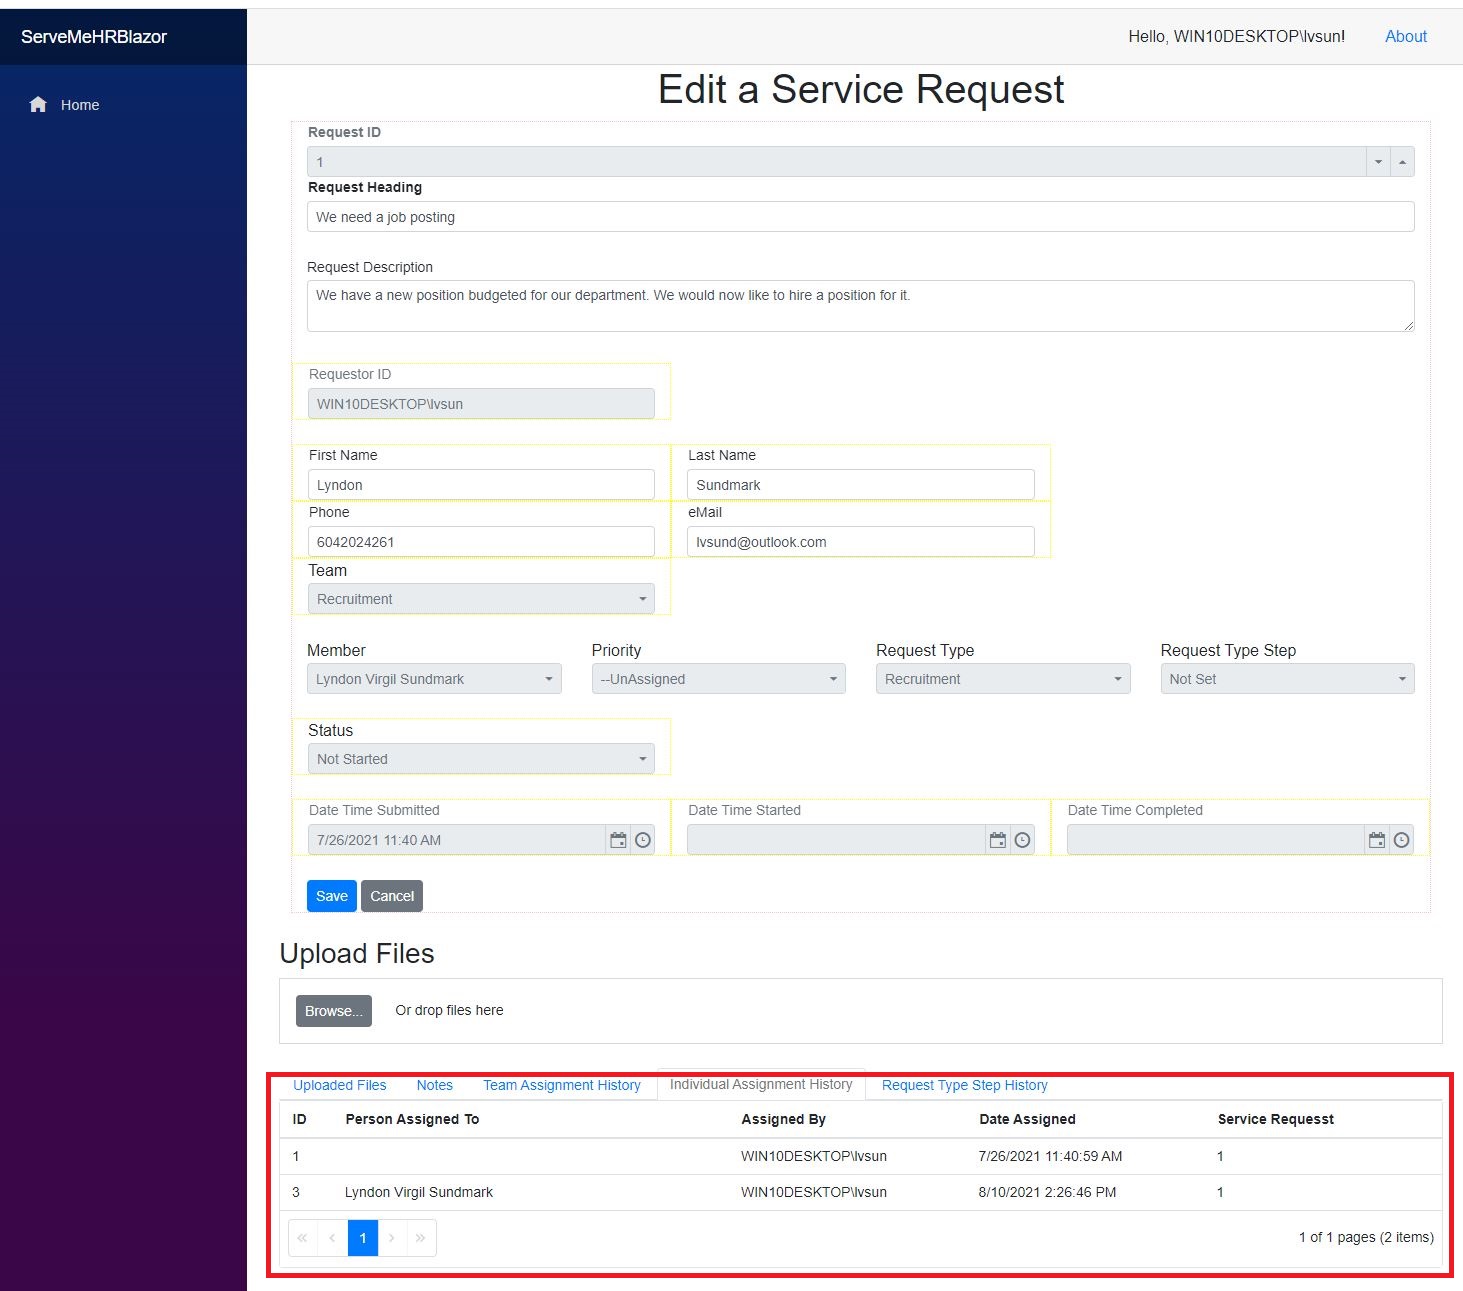 ServeMeHRBlazor
Hello, WIN10DESKTOP\lvsun! About
Home
Edit a Service Request
Request ID
1
Request Heading
We need a job posting
Request Description
We have a new position budgeted for our department. We would now like to hire a position for it.
Requestor ID
WIN10DESKTOP\lvsun
First Name Last Name
Lyndon Sundmark
Phone eMail
6042024261 lvsund@outlook.com
Team
Recruitment
Member Priority Request Type Request Type Step
Lyndon Virgil Sundmark --UnAssigned Recruitment Not Set
Status
Not Started
Date Time Submitted Date Time Started Date Time Completed
7/26/2021 11:40 AM
Save Cancel
Upload Files
Browse... Or drop files here
Uploaded Files Notes Team Assignment History Individual Assignment History Request Type Step History
ID Person Assigned To Assigned By Date Assigned Service Requesst
1 WIN10DESKTOP\lvsun 7/26/2021 11:40:59 AM 1
3 Lyndon Virgil Sundmark WIN10DESKTOP\lvsun 8/10/2021 2:26:46 PM 1
« ‹ 1 › » 1 of 1 pages (2 items)